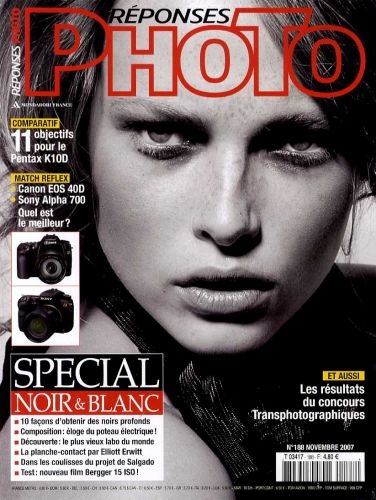 RÉPONSES PHOTO
RÉPONSES
PHOTO
MONDADORI FRANCE
COMPARATIF
11 objectifs
pour le
Pentax K10D
MATCH REFLEX
Canon EOS 40D
Sony Alpha 700
Quel est
le meilleur?
Canon
SONY
SPECIAL
NOIR & BLANC
10 façons d'obtenir des noirs profonds
Composition : éloge du poteau électrique !
Découverte : le plus vieux labo du monde
La planche-contact par Elliott Erwitt
Dans les coulisses du projet de Salgado
Test : nouveau film Bergger 15 ISO !
ET AUSSI
Les résultats
du concours
Transphotographiques
N°188 NOVEMBRE 2007
T 03417 - 188 - F: 4,80 €